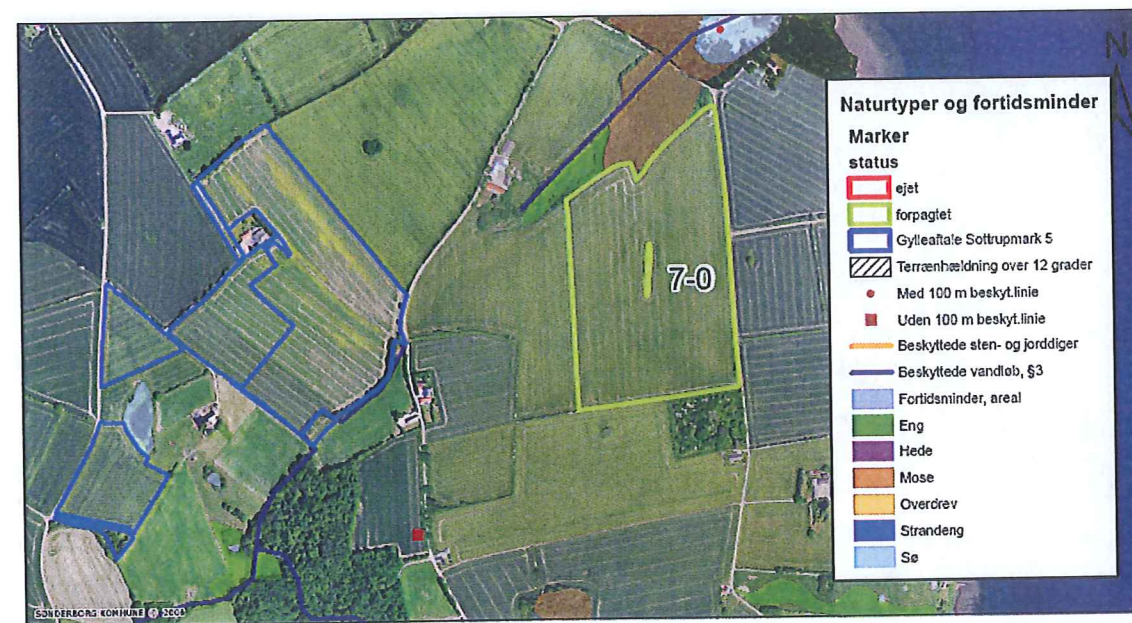 N
Naturtyper og fortidsminder
Marker
status
ejet
forpagtet
Gylleaftale Sottrupmark 5
Terrænhældning over 12 grader
Med 100 m beskyt.linie
Uden 100 m beskyt.linie
Beskyttede sten- og jorddiger
Beskyttede vandløb, §3
Fortidsminder, areal
Eng
Hede
Mose
Overdrev
Strandeng
Sø
7-0
SØNDERBORG KOMMUNE © 2008